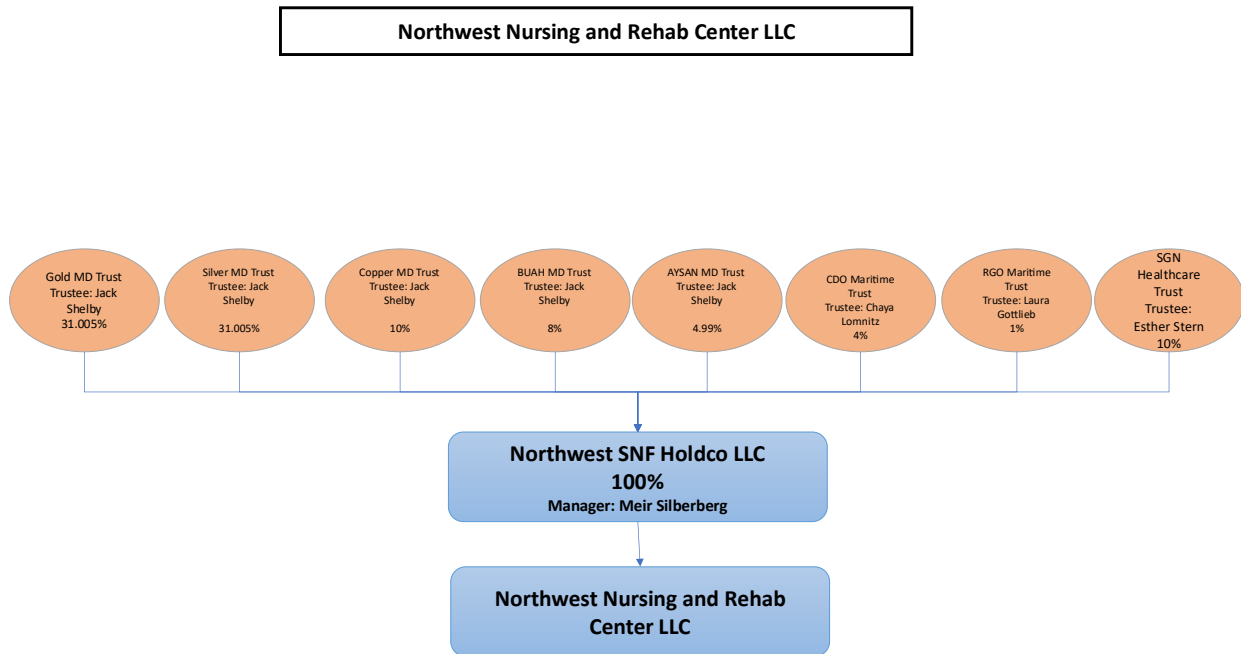 Northwest Nursing and Rehab Center LLC
Gold MD Trust
Trustee: Jack
Shelby
31.005%
Silver MD Trust
Trustee: Jack
Shelby
31.005%
Copper MD Trust
Trustee: Jack
Shelby
10%
BUAH MD Trust
Trustee: Jack
Shelby
8%
AYSAN MD Trust
Trustee: Jack
Shelby
4.99%
CDO Maritime
Trust
Trustee: Chaya
Lomnitz
4%
RGO Maritime
Trust
Trustee: Laura
Gottlieb
1%
SGN
Healthcare
Trust
Trustee:
Esther Stern
10%
Northwest SNF Holdco LLC
100%
Manager: Meir Silberberg
Northwest Nursing and Rehab
Center LLC